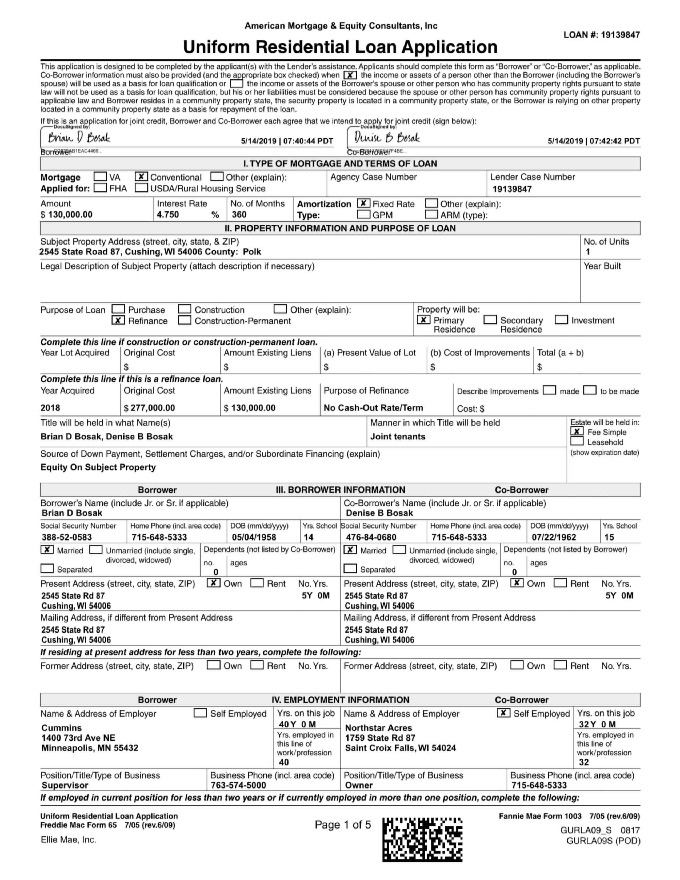 American Mortgage & Equity Consultants, Inc
LOAN #: 19139847
Uniform Residential Loan Application
This application is designed to be completed by the applicant(s) with the Lender's assistance. Applicants should complete this form as "Borrower" or "Co-Borrower," as applicable.
Co-Borrower information must also be provided (and the appropriate box checked) when X the income or assets of a person other than the Borrower (including the Borrower's
spouse) will be used as a basis for loan qualification or the income or assets of the Borrower's spouse or other person who has community property rights pursuant to state
law will not be used as a basis for loan qualification, but his or her liabilities must be considered because the spouse or other person has community property rights pursuant to
applicable law and Borrower resides in a community property state, the security property is located in a community property state, or the Borrower is relying on other property
located in a community property state as a basis for repayment of the loan.
If this is an application for joint credit, Borrower and Co-Borrower each agree that we intend to apply for joint credit (sign below):
DocuSigned by: DocuSigned by:
Brian D Bosak 5/14/2019 | 07:40:44 PDT Denise B Bosak 5/14/2019 | 07:42:42 PDT
Borrower Co-Borrower
I. TYPE OF MORTGAGE AND TERMS OF LOAN
Mortgage VA X Conventional Other (explain): Agency Case Number Lender Case Number
Applied for: FHA USDA/Rural Housing Service 19139847
Amount Interest Rate No. of Months Amortization X Fixed Rate Other (explain):
$ 130,000.00 4.750 % 360 Type: GPM ARM (type):
II. PROPERTY INFORMATION AND PURPOSE OF LOAN
Subject Property Address (street, city, state, & ZIP) No. of Units
2545 State Road 87, Cushing, WI 54006 County: Polk 1
Legal Description of Subject Property (attach description if necessary) Year Built
Purpose of Loan Purchase Construction Other (explain): Property will be:
X Refinance Construction-Permanent X Primary Residence Secondary Residence Investment
Complete this line if construction or construction-permanent loan.
Year Lot Acquired Original Cost Amount Existing Liens (a) Present Value of Lot (b) Cost of Improvements Total (a + b)
$ $ $ $ $
Complete this line if this is a refinance loan.
Year Acquired Original Cost Amount Existing Liens Purpose of Refinance Describe Improvements made to be made
2018 $ 277,000.00 $ 130,000.00 No Cash-Out Rate/Term Cost: $
Title will be held in what Name(s) Manner in which Title will be held Estate will be held in:
Brian D Bosak, Denise B Bosak Joint tenants X Fee Simple
Leasehold
Source of Down Payment, Settlement Charges, and/or Subordinate Financing (explain) (show expiration date)
Equity On Subject Property
Borrower III. BORROWER INFORMATION Co-Borrower
Borrower's Name (include Jr. or Sr. if applicable) Co-Borrower's Name (include Jr. or Sr. if applicable)
Brian D Bosak Denise B Bosak
Social Security Number Home Phone (incl. area code) DOB (mm/dd/yyyy) Yrs. School Social Security Number Home Phone (incl. area code) DOB (mm/dd/yyyy) Yrs. School
388-52-0583 715-648-5333 05/04/1958 14 476-84-0680 715-648-5333 07/22/1962 15
X Married Unmarried (include single, divorced, widowed) Dependents (not listed by Co-Borrower) X Married Unmarried (include single, divorced, widowed) Dependents (not listed by Borrower)
Separated no. 0 ages Separated no. 0 ages
Present Address (street, city, state, ZIP) X Own Rent No. Yrs. Present Address (street, city, state, ZIP) X Own Rent No. Yrs.
2545 State Rd 87 5Y 0M 2545 State Rd 87 5Y 0M
Cushing, WI 54006 Cushing, WI 54006
Mailing Address, if different from Present Address Mailing Address, if different from Present Address
2545 State Rd 87 2545 State Rd 87
Cushing, WI 54006 Cushing, WI 54006
If residing at present address for less than two years, complete the following:
Former Address (street, city, state, ZIP) Own Rent No. Yrs. Former Address (street, city, state, ZIP) Own Rent No. Yrs.
Borrower IV. EMPLOYMENT INFORMATION Co-Borrower
Name & Address of Employer Self Employed Yrs. on this job Name & Address of Employer X Self Employed Yrs. on this job
40 Y 0 M 32 Y 0 M
Cummins Yrs. employed in Northstar Acres Yrs. employed in
1400 73rd Ave NE this line of 1759 State Rd 87 this line of
Minneapolis, MN 55432 work/profession Saint Croix Falls, WI 54024 work/profession
40 32
Position/Title/Type of Business Business Phone (incl. area code) Position/Title/Type of Business Business Phone (incl. area code)
Supervisor 763-574-5000 Owner 715-648-5333
If employed in current position for less than two years or if currently employed in more than one position, complete the following:
Uniform Residential Loan Application Fannie Mae Form 1003 7/05 (rev.6/09)
Freddie Mac Form 65 7/05 (rev.6/09) Page 1 of 5 GURLA09_S 0817
Ellie Mae, Inc. GURLA09S (POD)